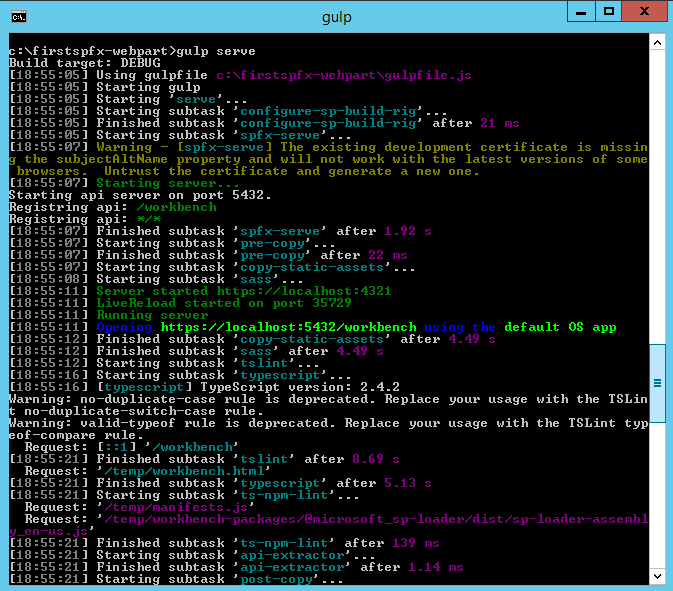 gulp
c:\firstspfx-webpart>gulp serve
Build target: DEBUG
[18:55:05] Using gulpfile c:\firstspfx-webpart\gulpfile.js
[18:55:05] Starting gulp
[18:55:05] Starting 'serve'...
[18:55:05] Starting subtask 'configure-sp-build-rig'...
[18:55:05] Finished subtask 'configure-sp-build-rig' after 21 ms
[18:55:05] Starting subtask 'spfx-serve'...
[18:55:07] Warning - [spfx-serve] The existing development certificate is missin
g the subjectAltName property and will not work with the latest versions of some
 browsers.  Untrust the certificate and generate a new one.
[18:55:07] Starting server...
Starting api server on port 5432.
Registring api: /workbench
Registring api: */*
[18:55:07] Finished subtask 'spfx-serve' after 1.92 s
[18:55:07] Starting subtask 'pre-copy'...
[18:55:07] Finished subtask 'pre-copy' after 22 ms
[18:55:07] Starting subtask 'copy-static-assets'...
[18:55:08] Starting subtask 'sass'...
[18:55:11] Server started https://localhost:4321
[18:55:11] LiveReload started on port 35729
[18:55:11] Running server
[18:55:11] Opening https://localhost:5432/workbench using the default OS app
[18:55:12] Finished subtask 'copy-static-assets' after 4.49 s
[18:55:12] Finished subtask 'sass' after 4.49 s
[18:55:12] Starting subtask 'tslint'...
[18:55:16] Starting subtask 'typescript'...
[18:55:16] [typescript] TypeScript version: 2.4.2
Warning: no-duplicate-case rule is deprecated. Replace your usage with the TSLin
t no-duplicate-switch-case rule.
Warning: valid-typeof rule is deprecated. Replace your usage with the TSLint typ
eof-compare rule.
  Request: [::1] '/workbench'
[18:55:21] Finished subtask 'tslint' after 8.69 s
  Request: '/temp/workbench.html'
[18:55:21] Finished subtask 'typescript' after 5.13 s
[18:55:21] Starting subtask 'ts-npm-lint'...
  Request: '/temp/manifests.js'
  Request: '/temp/workbench-packages/@microsoft_sp-loader/dist/sp-loader-assembl
y_en-us.js'
[18:55:21] Finished subtask 'ts-npm-lint' after 139 ms
[18:55:21] Starting subtask 'api-extractor'...
[18:55:21] Finished subtask 'api-extractor' after 1.14 ms
[18:55:21] Starting subtask 'post-copy'...